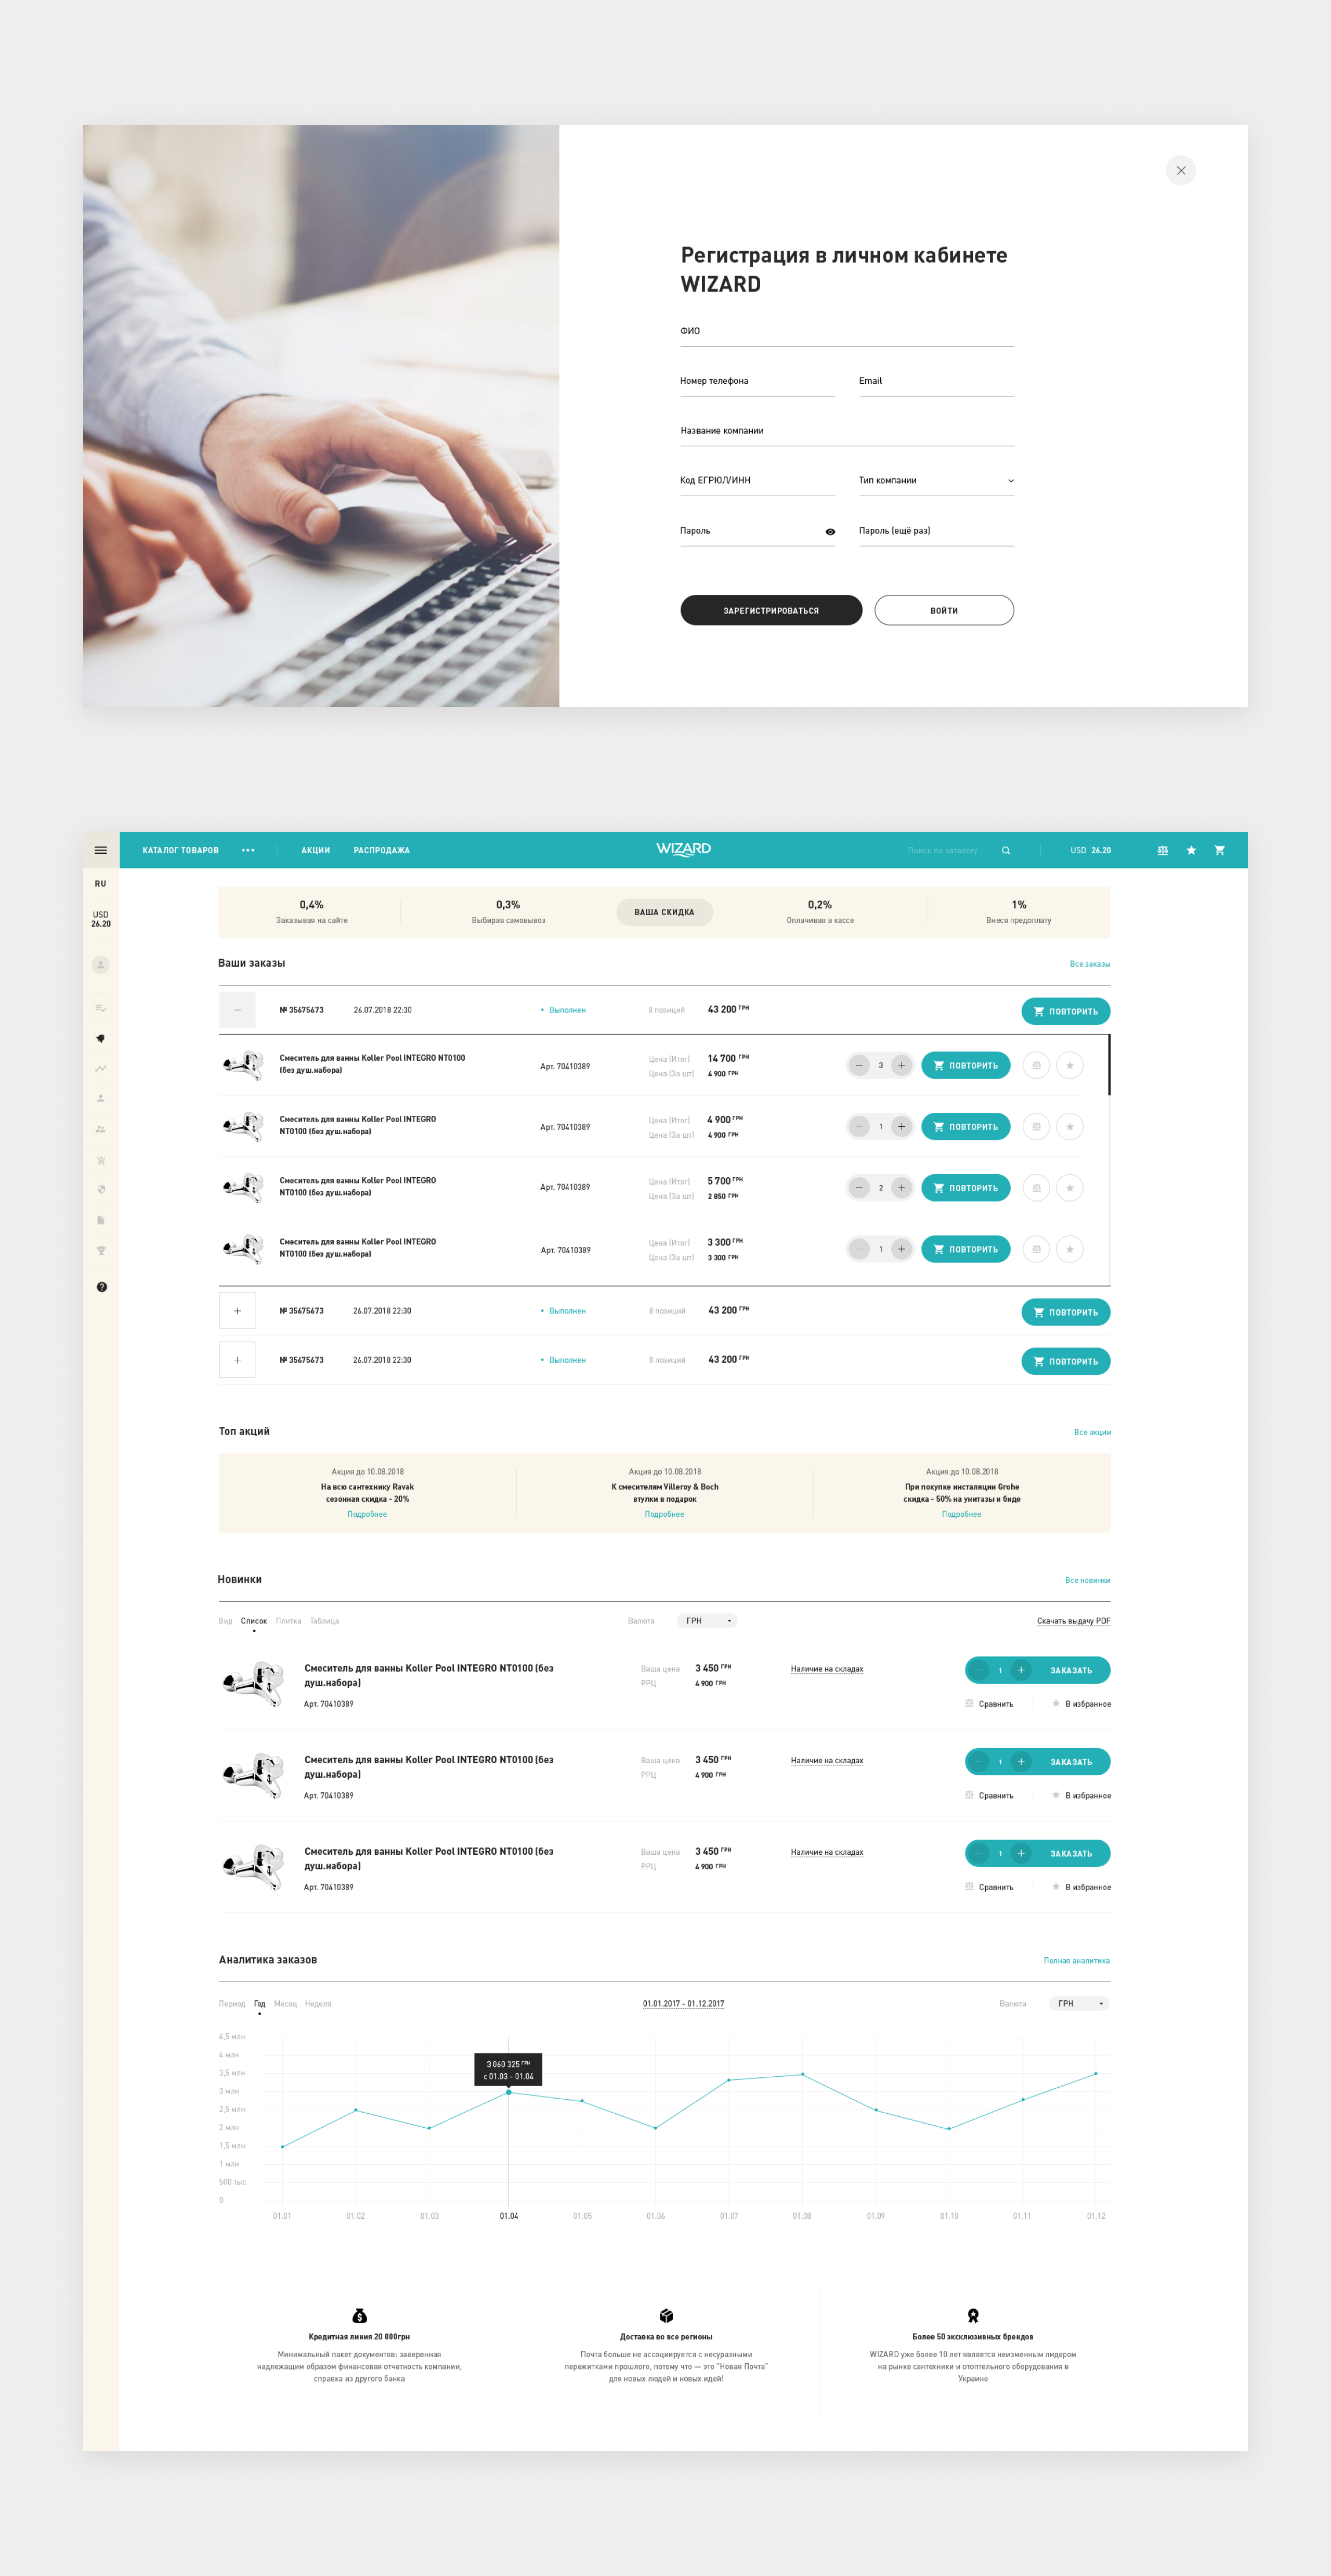 Регистрация в личном кабинете
WIZARD
ФИО
Номер телефона Email
Название компании
Код ЕГРЮЛ/ИНН Тип компании
Пароль Пароль (ещё раз)
ЗАРЕГИСТРИРОВАТЬСЯ ВОЙТИ
КАТАЛОГ ТОВАРОВ АКЦИИ РАСПРОДАЖА WIZARD Поиск по каталогу USD 26.20
RU
USD
26.20
0,4% 0,3% ВАША СКИДКА 0,2% 1%
Заказывая на сайте Выбирая самовывоз Оплачивая в кассе Внеся предоплату
Ваши заказы Все заказы
№ 35675673 26.07.2018 22:30 • Выполнен 8 позиций 43 200 ГРН ПОВТОРИТЬ
Смеситель для ванны Koller Pool INTEGRO NT0100
(без душ.набора)
Арт. 70410389
Цена (Итог) 14 700 ГРН
Цена (За шт) 4 900 ГРН
3 ПОВТОРИТЬ
Смеситель для ванны Koller Pool INTEGRO
NT0100 (без душ.набора)
Арт. 70410389
Цена (Итог) 4 900 ГРН
Цена (За шт) 4 900 ГРН
1 ПОВТОРИТЬ
Смеситель для ванны Koller Pool INTEGRO
NT0100 (без душ.набора)
Арт. 70410389
Цена (Итог) 5 700 ГРН
Цена (За шт) 2 850 ГРН
2 ПОВТОРИТЬ
Смеситель для ванны Koller Pool INTEGRO
NT0100 (без душ.набора)
Арт. 70410389
Цена (Итог) 3 300 ГРН
Цена (За шт) 3 300 ГРН
1 ПОВТОРИТЬ
№ 35675673 26.07.2018 22:30 • Выполнен 8 позиций 43 200 ГРН ПОВТОРИТЬ
№ 35675673 26.07.2018 22:30 • Выполнен 8 позиций 43 200 ГРН ПОВТОРИТЬ
Топ акций Все акции
Акция до 10.08.2018
На всю сантехнику Ravak
сезонная скидка - 20%
Подробнее
Акция до 10.08.2018
К смесителям Villeroy & Boch
втулки в подарок
Подробнее
Акция до 10.08.2018
При покупке инсталяции Grohe
скидка - 50% на унитазы и биде
Подробнее
Новинки Все новинки
Вид Список Плитка Таблица Валюта ГРН Скачать выдачу PDF
Смеситель для ванны Koller Pool INTEGRO NT0100 (без
душ.набора)
Арт. 70410389
Ваша цена 3 450 ГРН
РРЦ 4 900 ГРН
Наличие на складах
1 ЗАКАЗАТЬ
Сравнить В избранное
Смеситель для ванны Koller Pool INTEGRO NT0100 (без
душ.набора)
Арт. 70410389
Ваша цена 3 450 ГРН
РРЦ 4 900 ГРН
Наличие на складах
1 ЗАКАЗАТЬ
Сравнить В избранное
Смеситель для ванны Koller Pool INTEGRO NT0100 (без
душ.набора)
Арт. 70410389
Ваша цена 3 450 ГРН
РРЦ 4 900 ГРН
Наличие на складах
1 ЗАКАЗАТЬ
Сравнить В избранное
Аналитика заказов Полная аналитика
Период Год Месяц Неделя 01.01.2017 - 01.12.2017 Валюта ГРН
4,5 млн
4 млн
3,5 млн
3 млн
2,5 млн
2 млн
1,5 млн
1 млн
500 тыс
0
3 060 325 ГРН
с 01.03 - 01.04
01.01 01.02 01.03 01.04 01.05 01.06 01.07 01.08 01.09 01.10 01.11 01.12
Кредитная линия 20 000грн
Минимальный пакет документов: заверенная
надлежащим образом финансовая отчетность компании,
справка из другого банка
Доставка во все регионы
Почта больше не ассоциируется с несуразными
пережитками прошлого, потому что — это "Новая Почта"
для новых людей и новых идей!
Более 50 эксклюзивных брендов
WIZARD уже более 10 лет является неизменным лидером
на рынке сантехники и отоптельного оборудования в
Украине